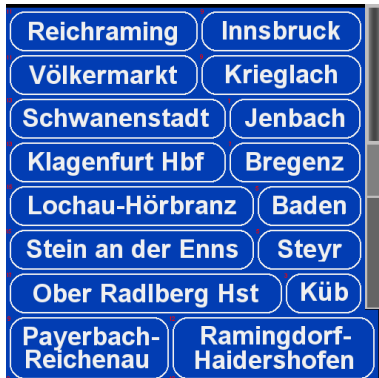 Reichraming Innsbruck
Völkermarkt Krieglach
Schwanenstadt Jenbach
Klagenfurt Hbf Bregenz
Lochau-Hörbranz Baden
Stein an der Enns Steyr
Ober Radlberg Hst Küb
Payerbach- Ramingdorf-
Reichenau Haidershofen